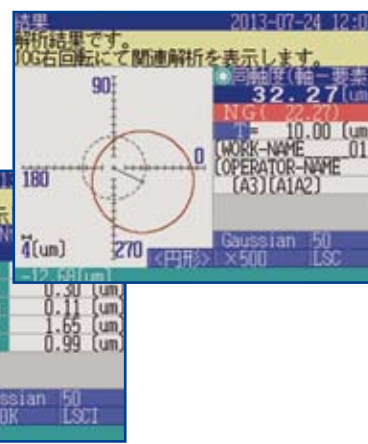 結果 2013-07-24 12:0
解析結果です。
JOG右回転にて関連解析を表示します。
同軸度(軸ー要素
32.27(um
NG( 22.27)
T= 10.00 (um
(WORK-NAME 01
(OPERATOR-NAME
(A3)(A1A2)
90
180
0
270
4(um)
<円形>
Gaussian 50
×500 LSC
-12.68(um)
0.30 (um)
0.11 (um)
1.65 (um)
0.99 (um)
ssian 50
OK LSCI